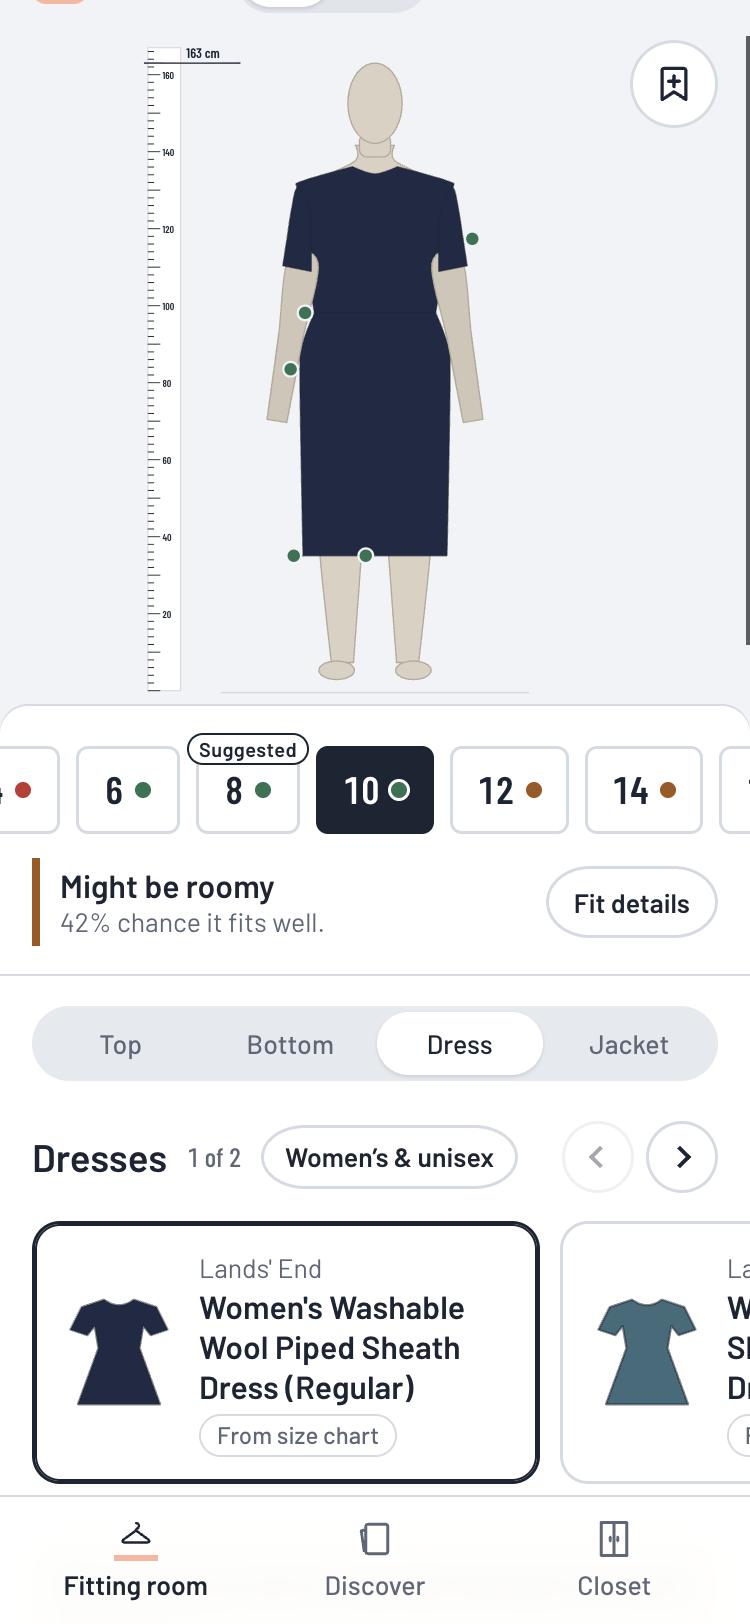 163 cm
160
140
120
100
80
60
40
20
Suggested
6
8
10
12
14
Might be roomy
42% chance it fits well.
Fit details
Top
Bottom
Dress
Jacket
Dresses
1 of 2
Women’s & unisex
Lands' End
Women's Washable
Wool Piped Sheath
Dress (Regular)
From size chart
Fitting room
Discover
Closet